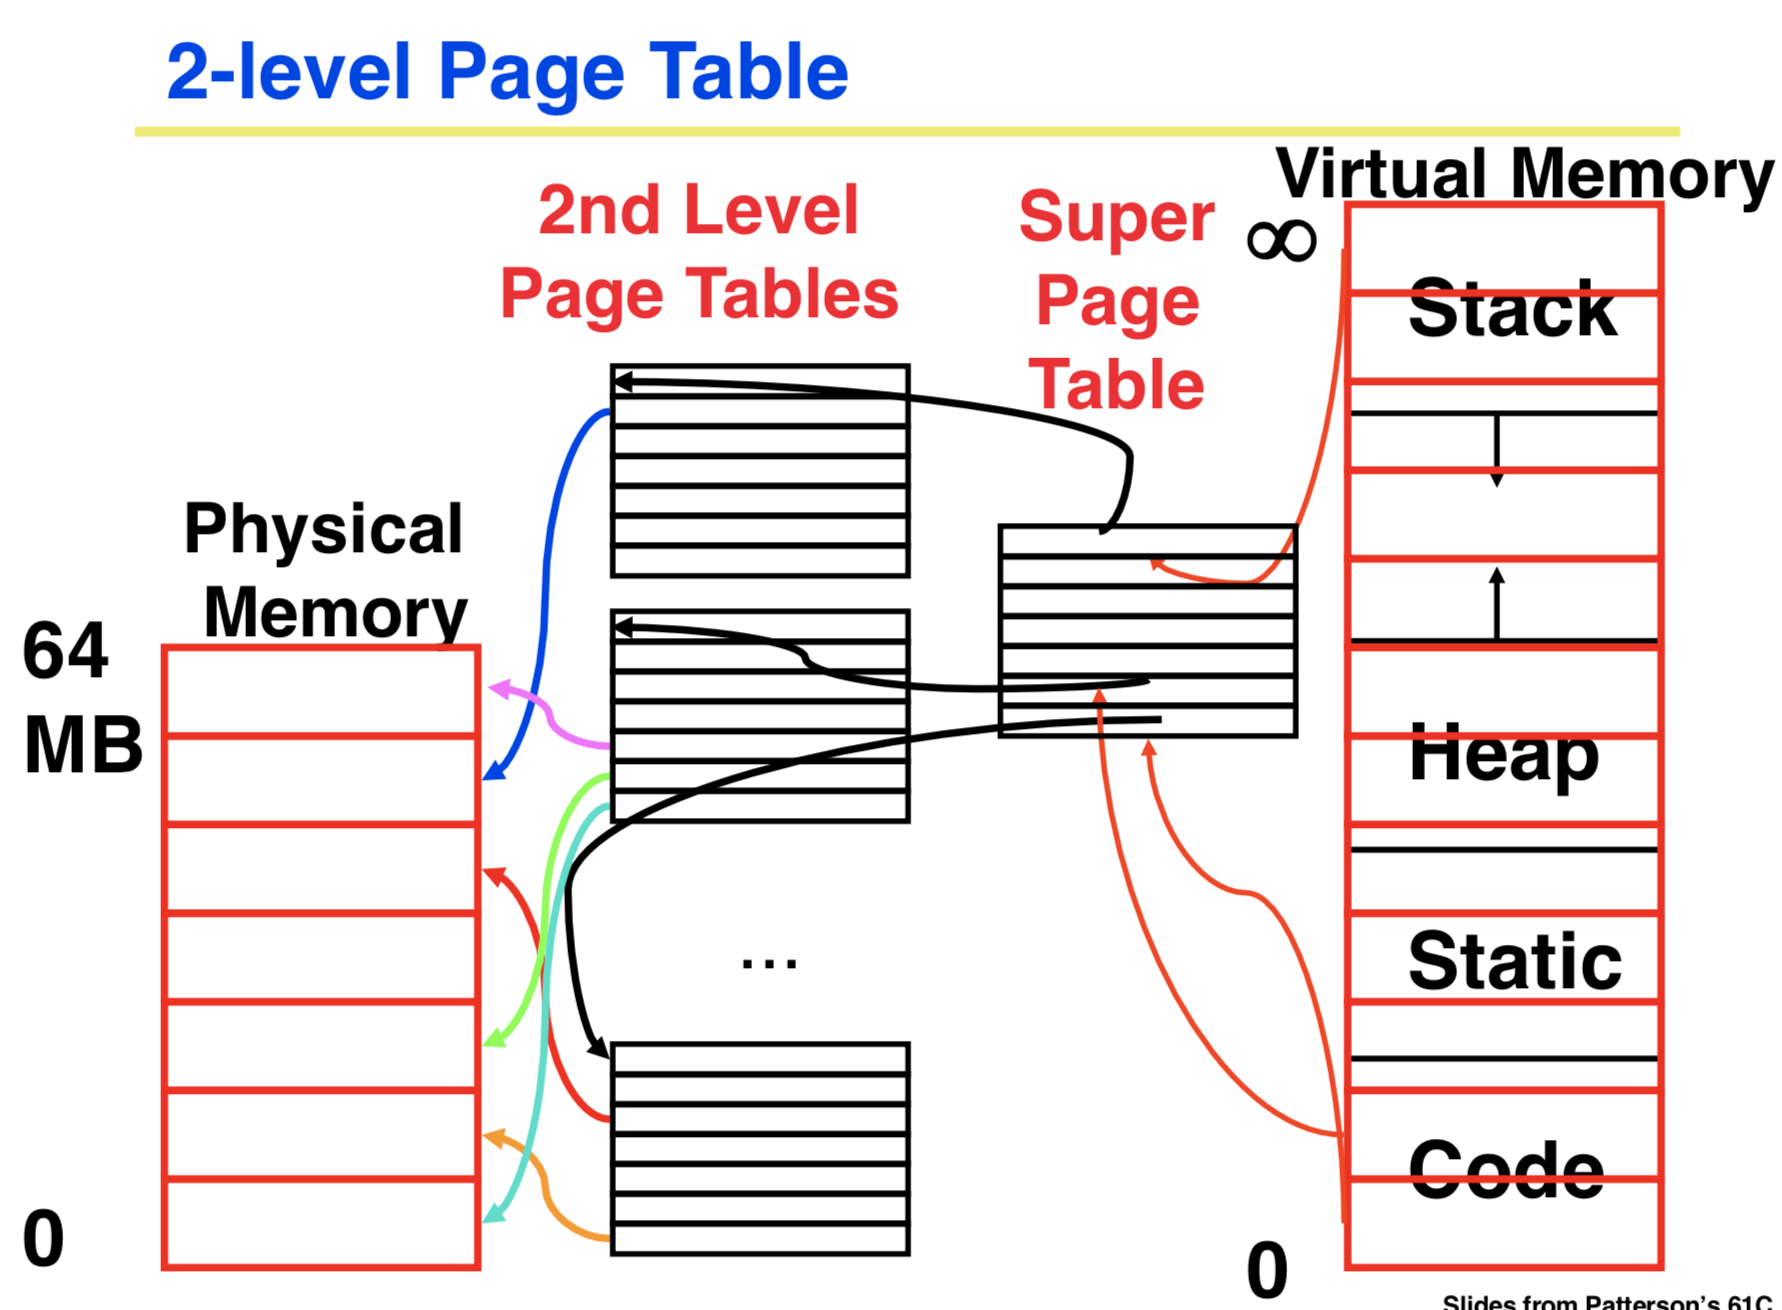 2-level Page Table
Virtual Memory
2nd Level
Page Tables
Super
Page
Table
∞
Stack
Physical
Memory
64
MB
Heap
...
Static
Code
0
0
Slides from Patterson's 61C